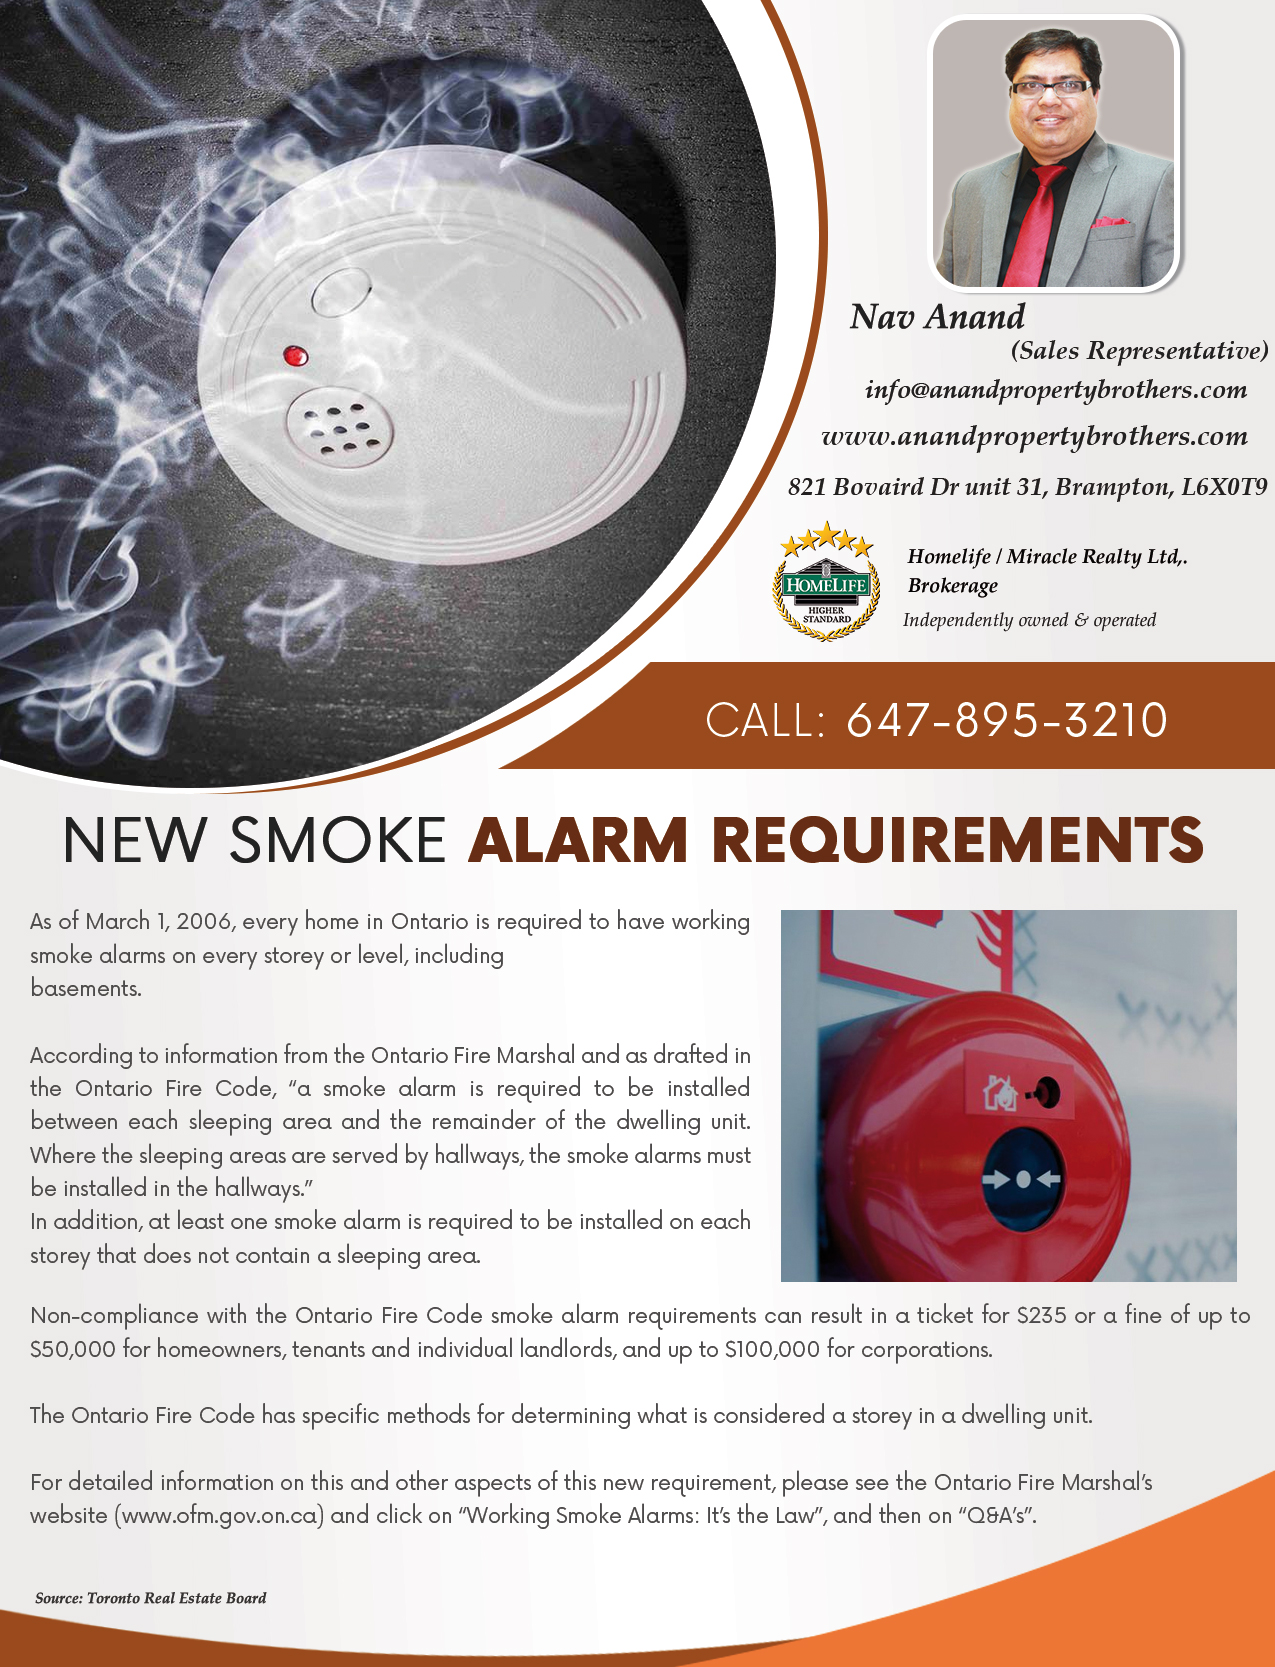 Nav Anand
(Sales Representative)
info@anandpropertybrothers.com
www.anandpropertybrothers.com
821 Bovaird Dr unit 31, Brampton, L6X0T9
HOMELIFE
HIGHER
STANDARD
Homelife / Miracle Realty Ltd,.
Brokerage
Independently owned & operated
CALL: 647-895-3210
NEW SMOKE ALARM REQUIREMENTS
As of March 1, 2006, every home in Ontario is required to have working
smoke alarms on every storey or level, including
basements.
According to information from the Ontario Fire Marshal and as drafted in
the Ontario Fire Code, “a smoke alarm is required to be installed
between each sleeping area and the remainder of the dwelling unit.
Where the sleeping areas are served by hallways, the smoke alarms must
be installed in the hallways.”
In addition, at least one smoke alarm is required to be installed on each
storey that does not contain a sleeping area.
Non-compliance with the Ontario Fire Code smoke alarm requirements can result in a ticket for $235 or a fine of up to
$50,000 for homeowners, tenants and individual landlords, and up to $100,000 for corporations.
The Ontario Fire Code has specific methods for determining what is considered a storey in a dwelling unit.
For detailed information on this and other aspects of this new requirement, please see the Ontario Fire Marshal’s
website (www.ofm.gov.on.ca) and click on “Working Smoke Alarms: It’s the Law”, and then on “Q&A’s”.
Source: Toronto Real Estate Board